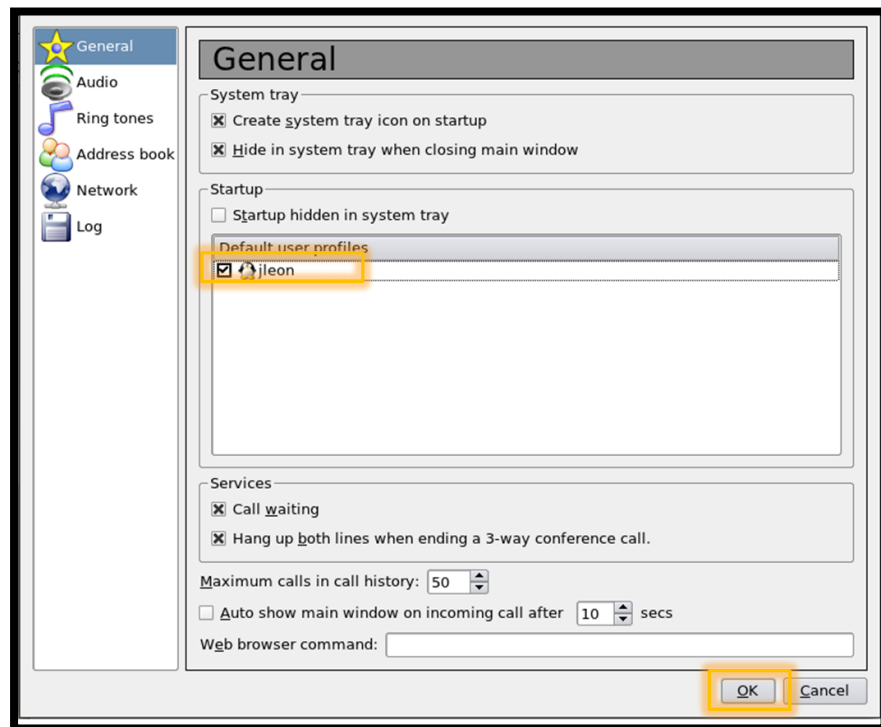 General
Audio
Ring tones
Address book
Network
Log
General
System tray
Create system tray icon on startup
Hide in system tray when closing main window
Startup
Startup hidden in system tray
Default user profiles
jleon
Services
Call waiting
Hang up both lines when ending a 3-way conference call.
Maximum calls in call history: 50
Auto show main window on incoming call after 10 secs
Web browser command:
OK Cancel